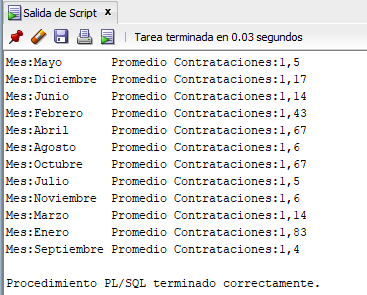 Salida de Script x
Tarea terminada en 0.03 segundos
Mes:Mayo       Promedio Contrataciones:1,5
Mes:Diciembre  Promedio Contrataciones:1,17
Mes:Junio      Promedio Contrataciones:1,14
Mes:Febrero    Promedio Contrataciones:1,43
Mes:Abril      Promedio Contrataciones:1,67
Mes:Agosto     Promedio Contrataciones:1,6
Mes:Octubre    Promedio Contrataciones:1,67
Mes:Julio      Promedio Contrataciones:1,5
Mes:Noviembre  Promedio Contrataciones:1,6
Mes:Marzo      Promedio Contrataciones:1,14
Mes:Enero      Promedio Contrataciones:1,83
Mes:Septiembre Promedio Contrataciones:1,4
Procedimiento PL/SQL terminado correctamente.